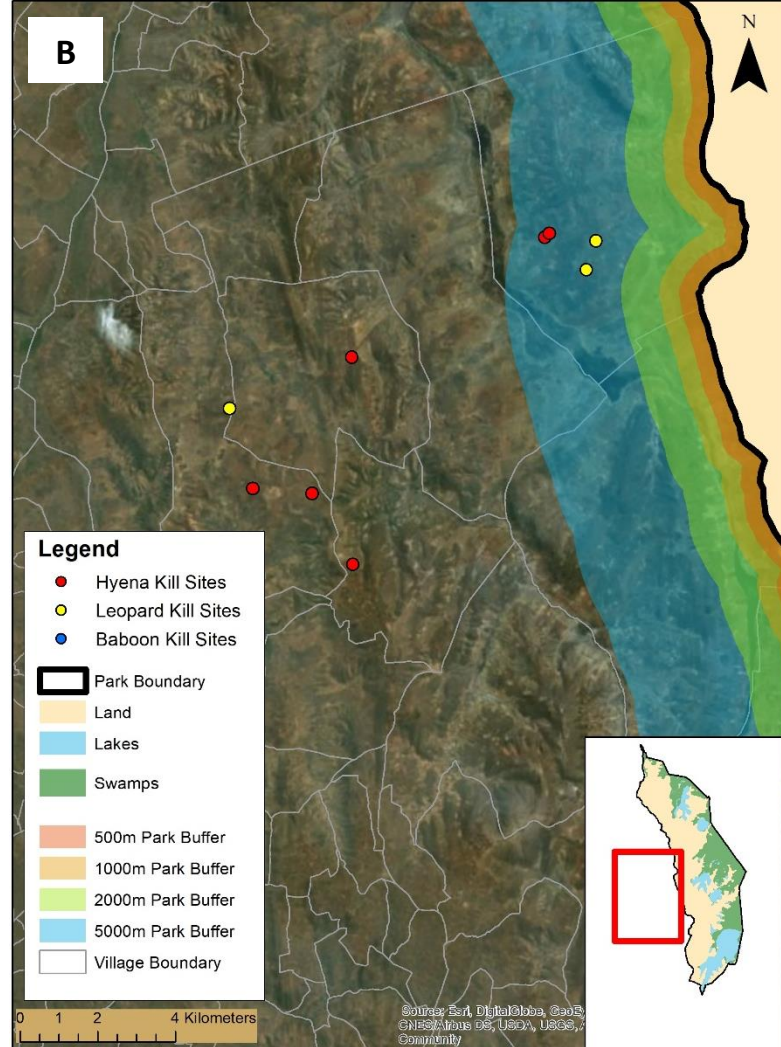 B
N
Legend
Hyena Kill Sites
Leopard Kill Sites
Baboon Kill Sites
Park Boundary
Land
Lakes
Swamps
500m Park Buffer
1000m Park Buffer
2000m Park Buffer
5000m Park Buffer
Village Boundary
0 1 2 4 Kilometers
Source: Esri, DigitalGlobe, GeoEy
CNES/Airbus DS, USDA, USGS, A
Community